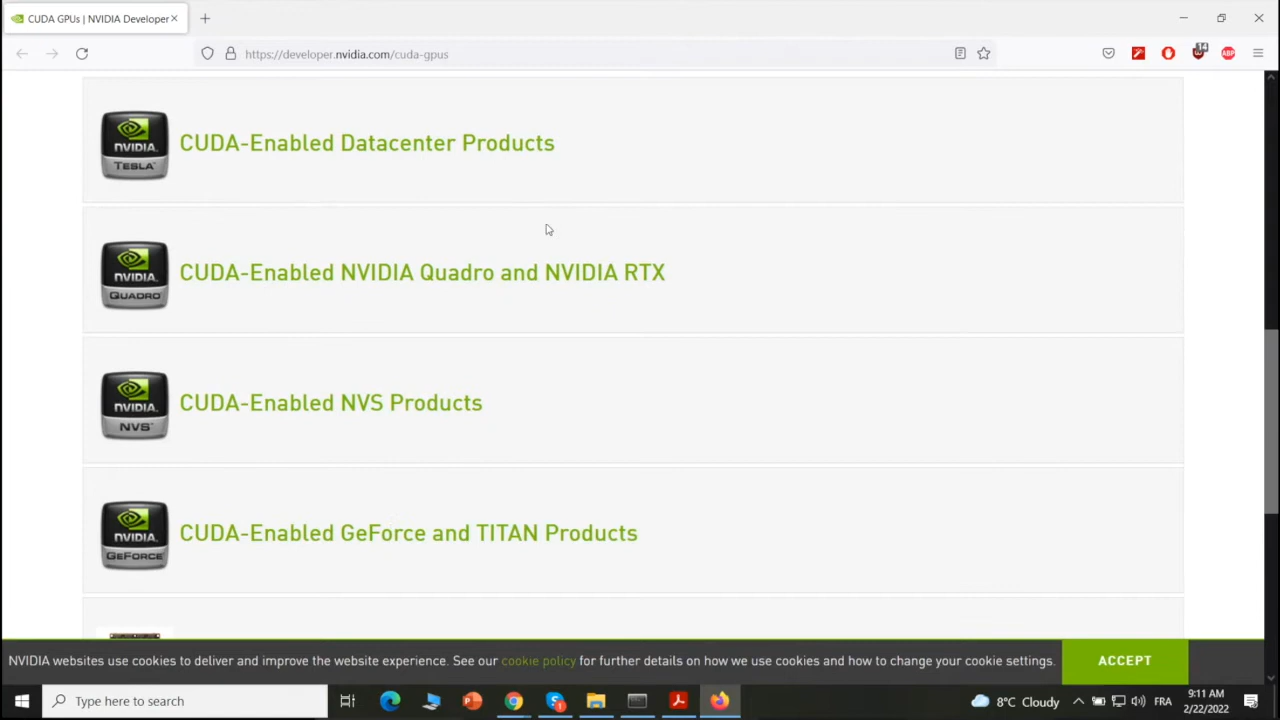 CUDA GPUs | NVIDIA Developer
https://developer.nvidia.com/cuda-gpus
14
ABP
NVIDIA.
TESLA
CUDA-Enabled Datacenter Products
NVIDIA.
QUADRO
CUDA-Enabled NVIDIA Quadro and NVIDIA RTX
NVIDIA.
NVS
CUDA-Enabled NVS Products
NVIDIA.
GEFORCE
CUDA-Enabled GeForce and TITAN Products
NVIDIA websites use cookies to deliver and improve the website experience. See our cookie policy for further details on how we use cookies and how to change your cookie settings.
ACCEPT
Type here to search
8°C Cloudy
FRA
9:11 AM
2/22/2022